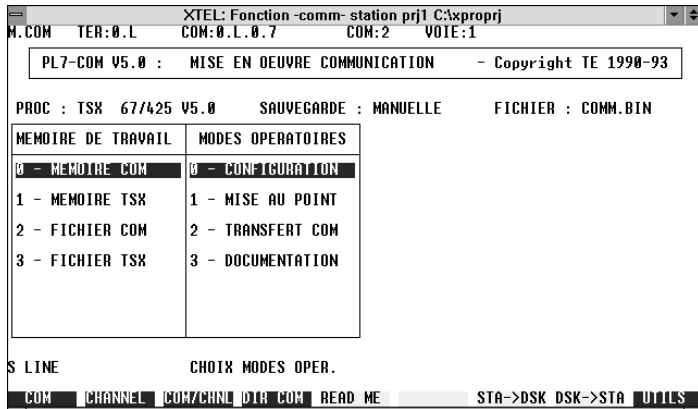 XTEL: Fonction -comm- station prj1 C:\xproprj
M.COM TER:0.L COM:0.L.0.7 COM:2 VOIE:1
PL7-COM V5.0 : MISE EN OEUVRE COMMUNICATION - Copyright TE 1990-93
PROC : TSX 67/425 V5.0 SAUVEGARDE : MANUELLE FICHIER : COMM.BIN
MEMOIRE DE TRAVAIL MODES OPERATOIRES
0 - MEMOIRE COM 0 - CONFIGURATION
1 - MEMOIRE TSX 1 - MISE AU POINT
2 - FICHIER COM 2 - TRANSFERT COM
3 - FICHIER TSX 3 - DOCUMENTATION
S LINE CHOIX MODES OPER.
COM CHANNEL COM/CHNL DIR COM READ ME STA->DSK DSK->STA UTILS